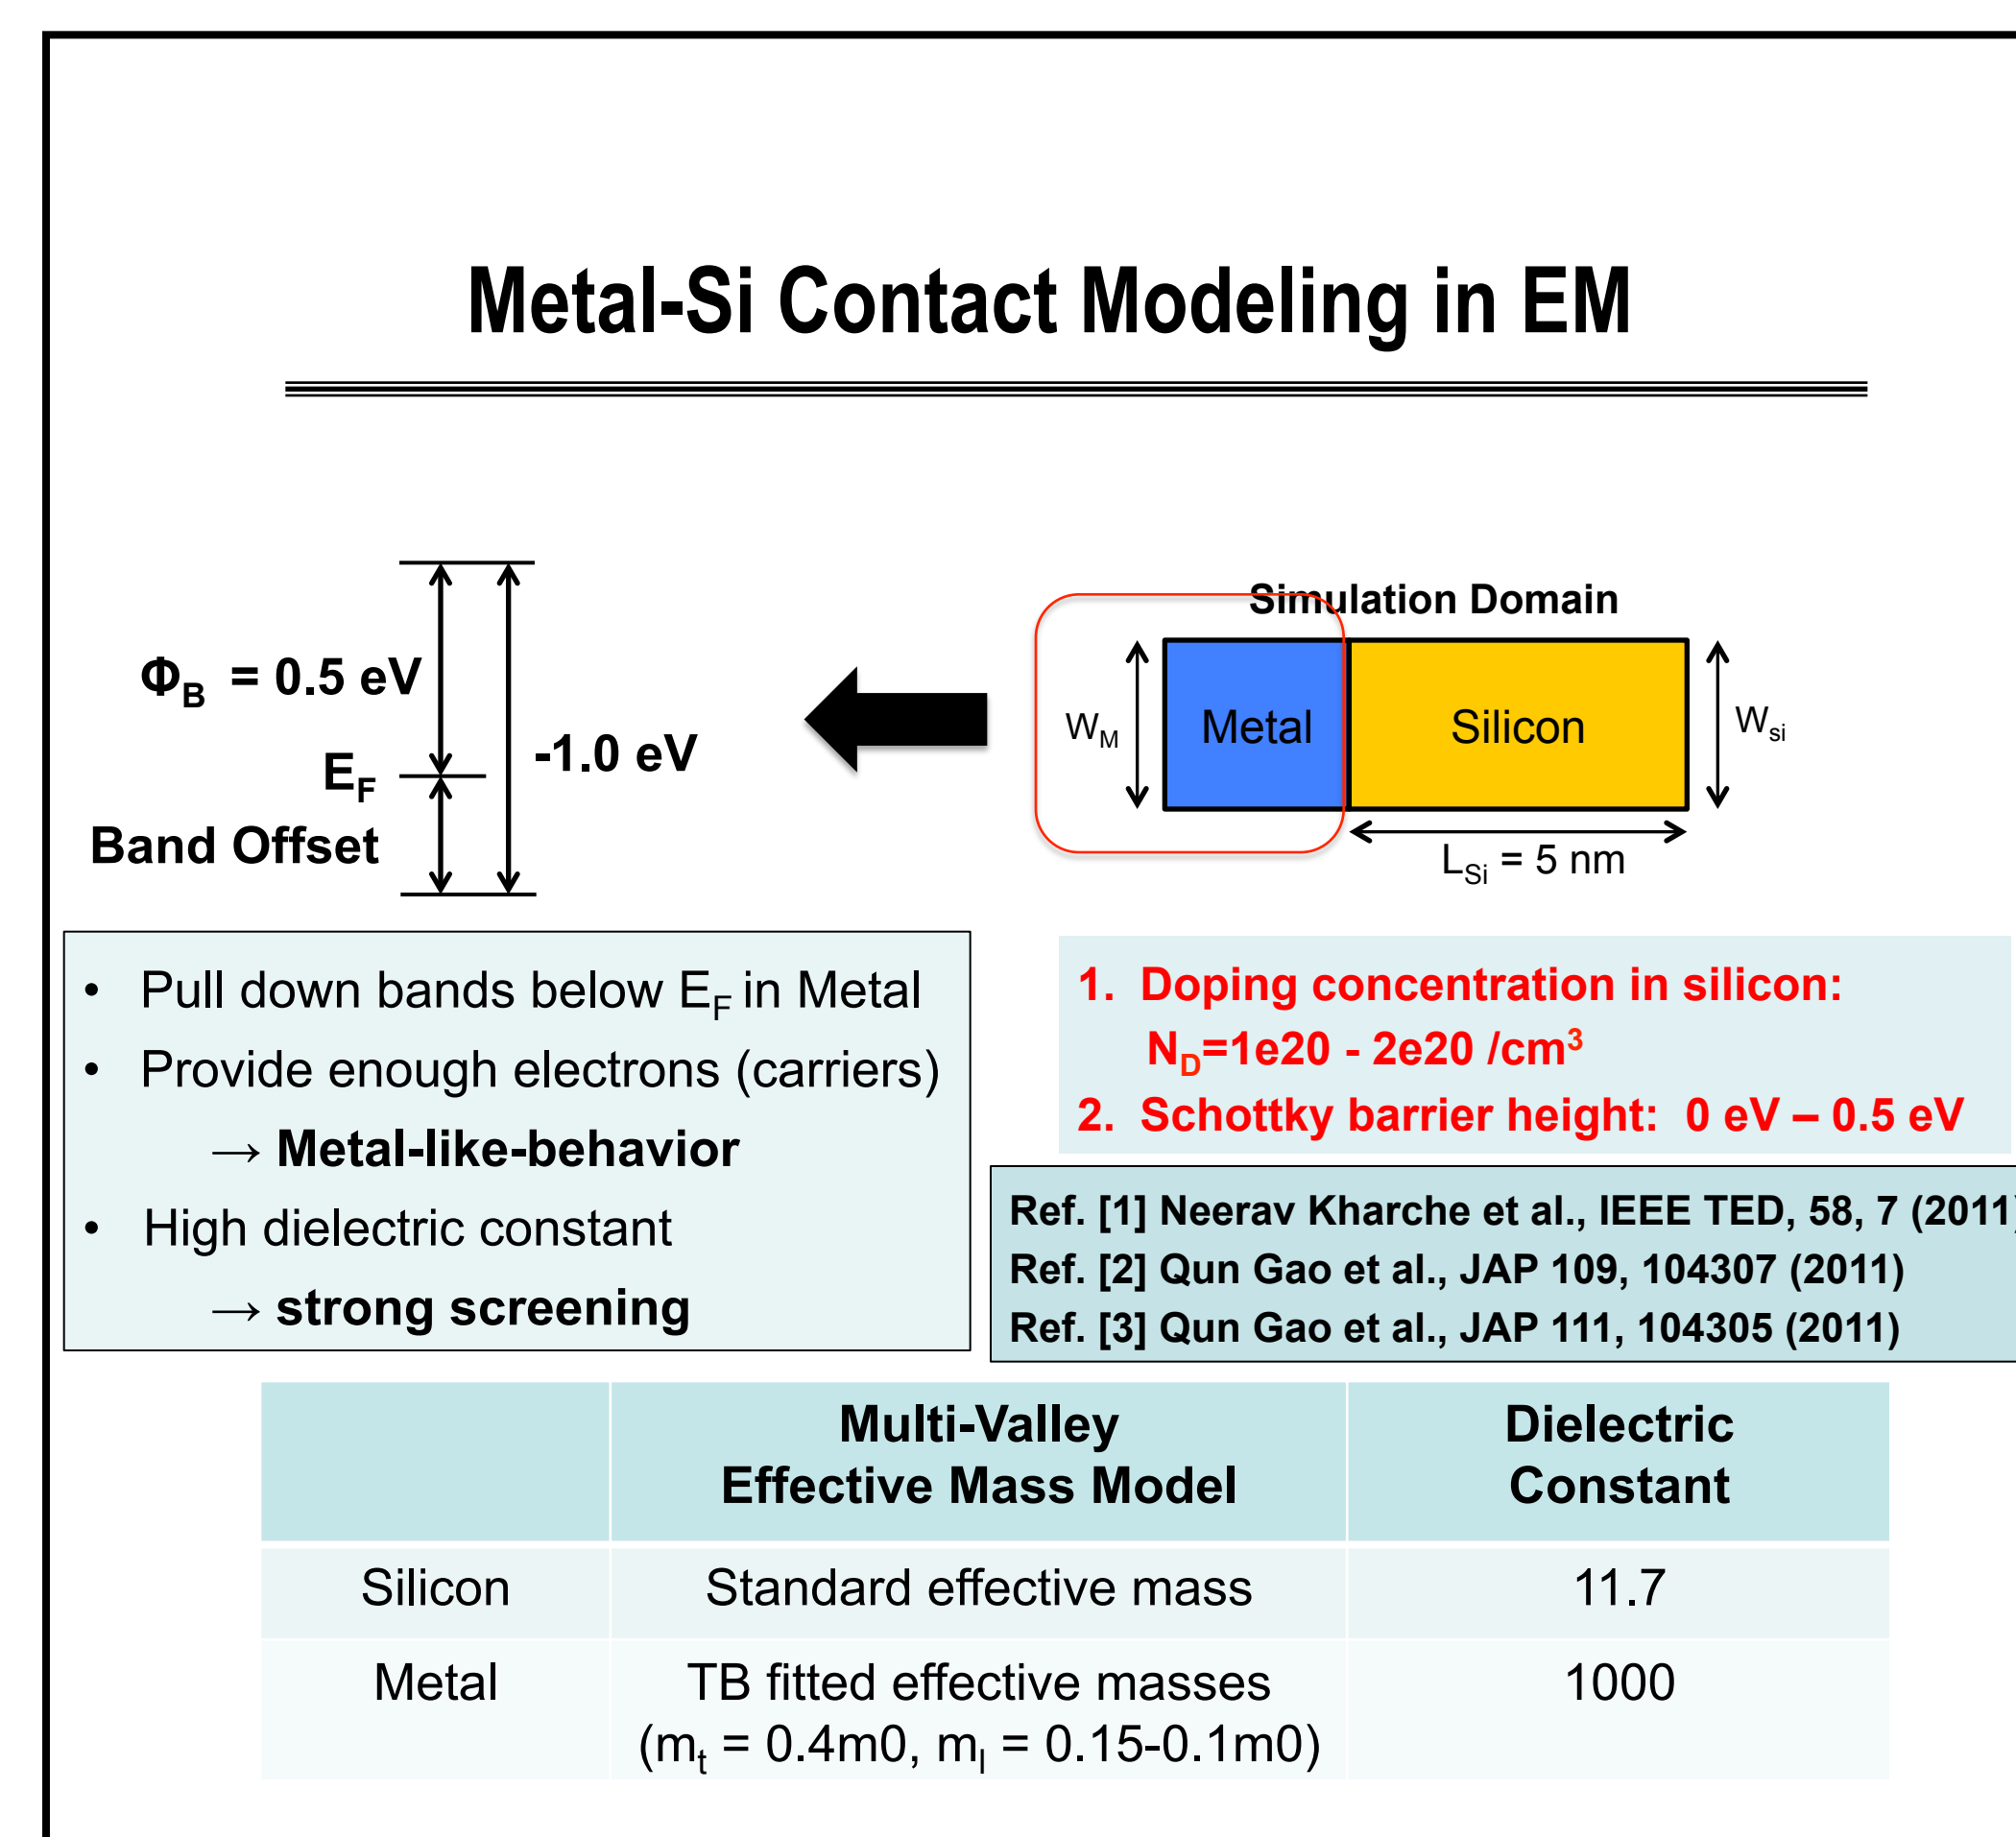 Metal-Si Contact Modeling in EM
Φ_B = 0.5 eV
E_F
-1.0 eV
Band Offset
Simulation Domain
W_M
Metal
Silicon
W_si
L_Si = 5 nm
• Pull down bands below E_F in Metal
• Provide enough electrons (carriers)
→ Metal-like-behavior
• High dielectric constant
→ strong screening
1. Doping concentration in silicon:
N_D=1e20 - 2e20 /cm³
2. Schottky barrier height: 0 eV – 0.5 eV
Ref. [1] Neerav Kharche et al., IEEE TED, 58, 7 (2011)
Ref. [2] Qun Gao et al., JAP 109, 104307 (2011)
Ref. [3] Qun Gao et al., JAP 111, 104305 (2011)
Multi-Valley
Effective Mass Model
Dielectric
Constant
Silicon
Standard effective mass
11.7
Metal
TB fitted effective masses
(m_t = 0.4m0, m_l = 0.15-0.1m0)
1000